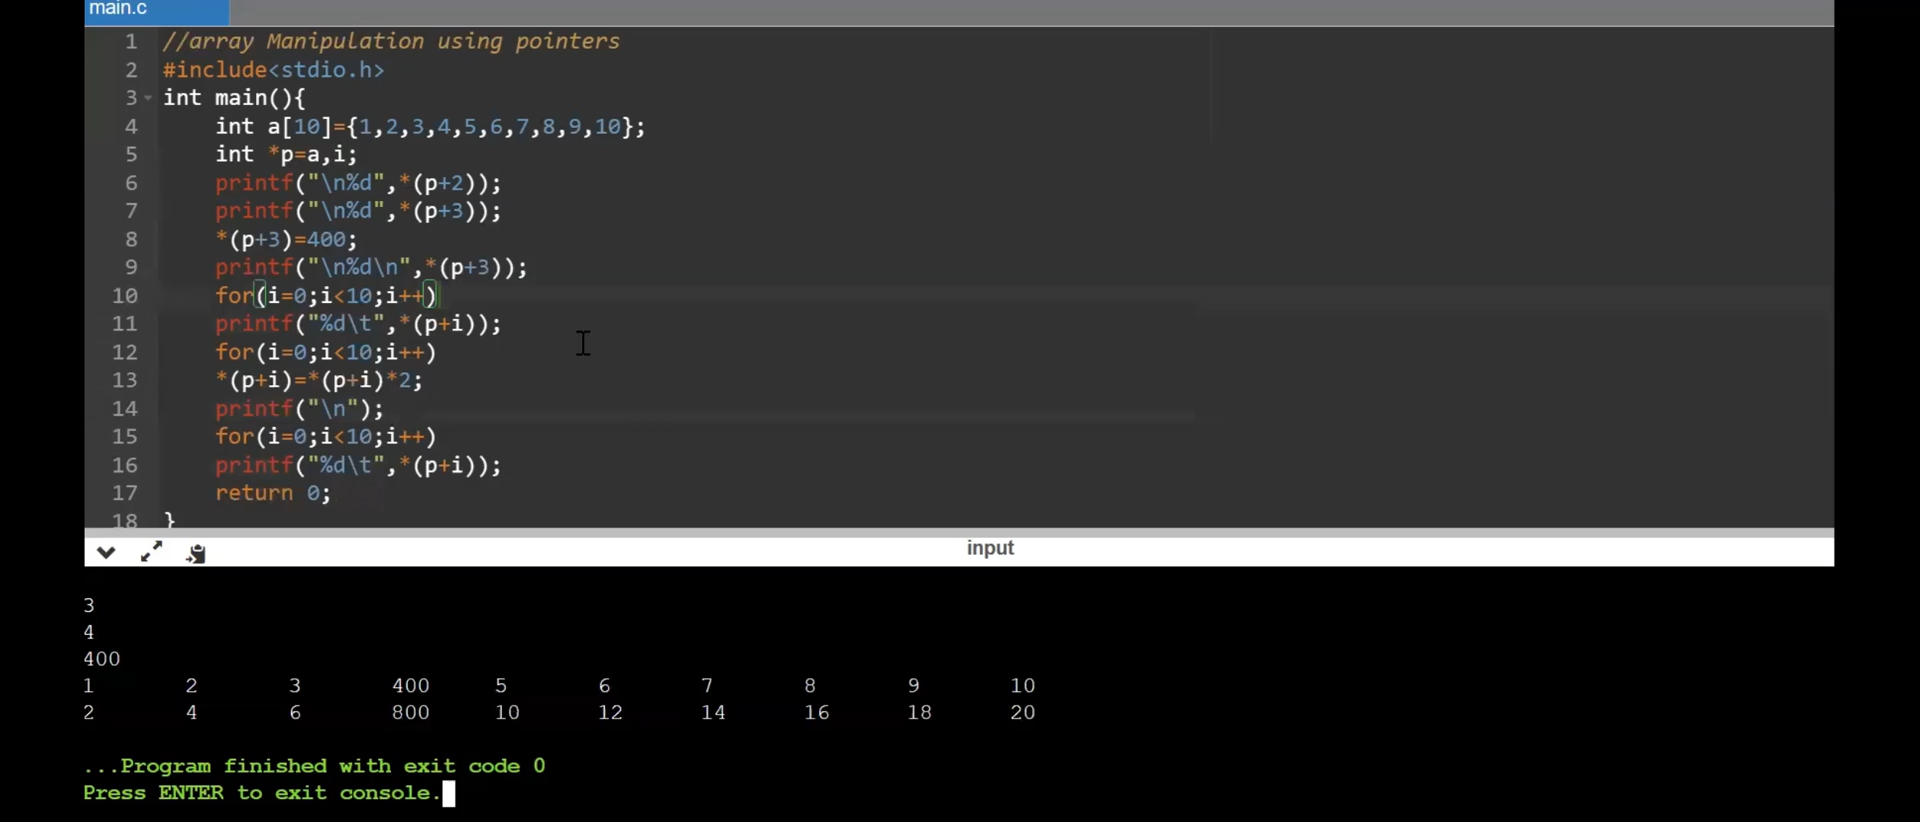 main.c
1 //array Manipulation using pointers
2 #include<stdio.h>
3 int main(){
4 int a[10]={1,2,3,4,5,6,7,8,9,10};
5 int *p=a,i;
6 printf("\n%d",*(p+2));
7 printf("\n%d",*(p+3));
8 *(p+3)=400;
9 printf("\n%d\n",*(p+3));
10 for(i=0;i<10;i++)
11 printf("%d\t",*(p+i));
12 for(i=0;i<10;i++)
13 *(p+i)=*(p+i)*2;
14 printf("\n");
15 for(i=0;i<10;i++)
16 printf("%d\t",*(p+i));
17 return 0;
18 }
input
3
4
400
1 2 3 400 5 6 7 8 9 10
2 4 6 800 10 12 14 16 18 20
...Program finished with exit code 0
Press ENTER to exit console.